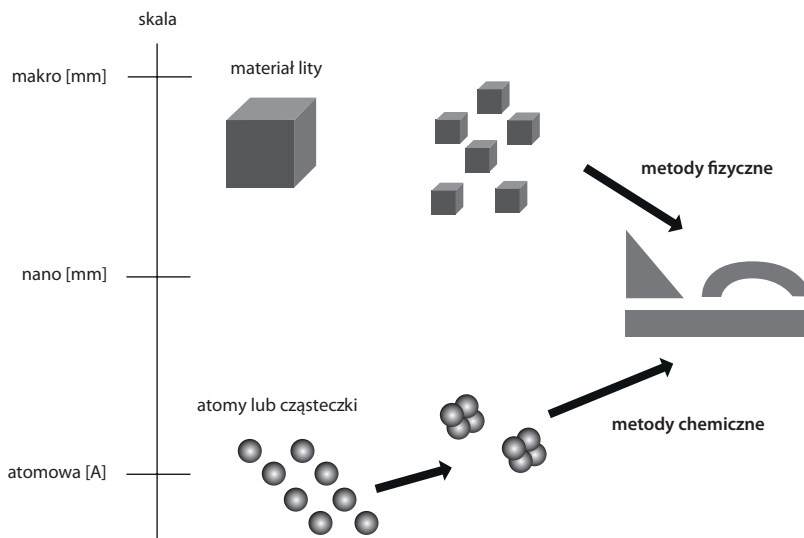 skala
makro [mm]
materiał lity
metody fizyczne
nano [mm]
atomy lub cząsteczki
metody chemiczne
atomowa [A]